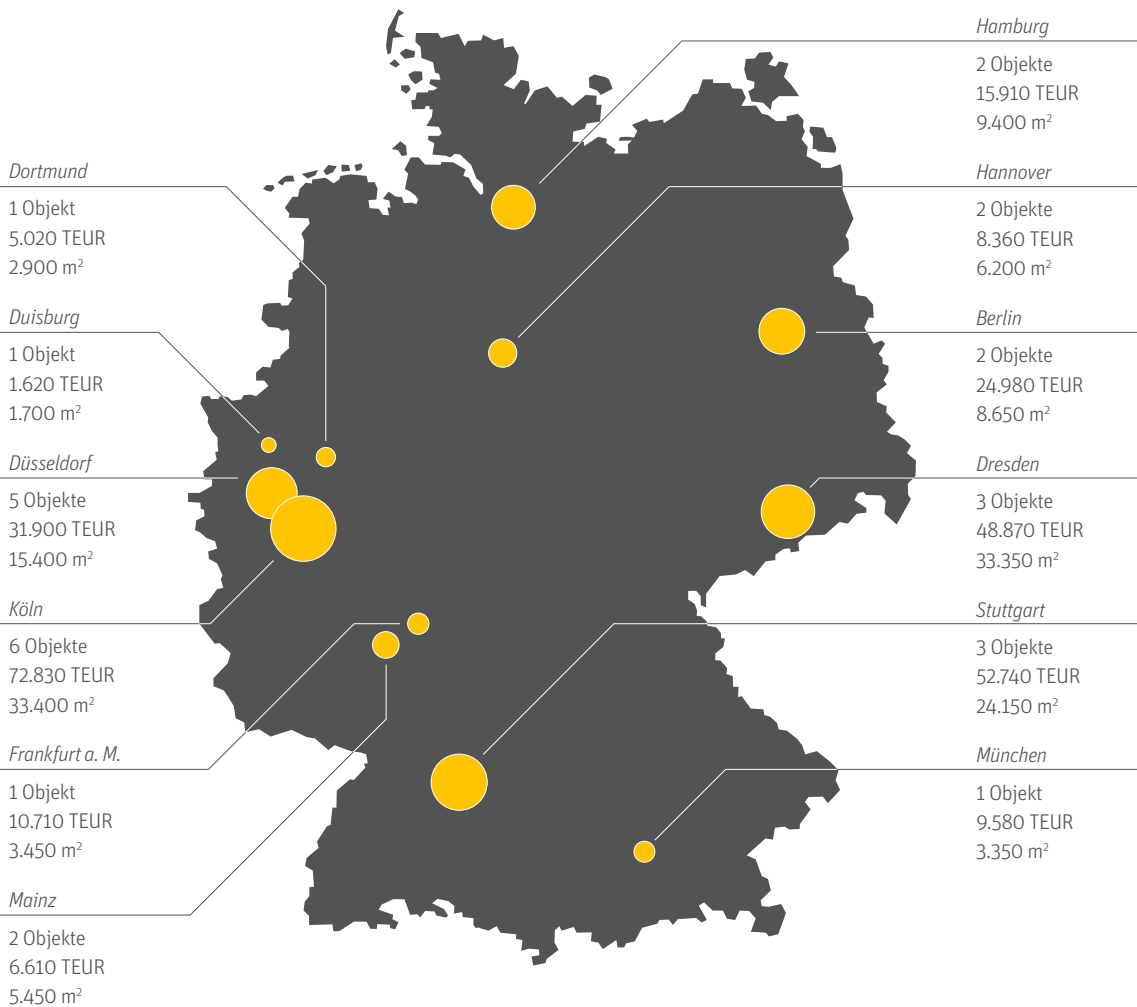 Dortmund
1 Objekt
5.020 TEUR
2.900 m²
Duisburg
1 Objekt
1.620 TEUR
1.700 m²
Düsseldorf
5 Objekte
31.900 TEUR
15.400 m²
Köln
6 Objekte
72.830 TEUR
33.400 m²
Frankfurt a. M.
1 Objekt
10.710 TEUR
3.450 m²
Mainz
2 Objekte
6.610 TEUR
5.450 m²
Hamburg
2 Objekte
15.910 TEUR
9.400 m²
Hannover
2 Objekte
8.360 TEUR
6.200 m²
Berlin
2 Objekte
24.980 TEUR
8.650 m²
Dresden
3 Objekte
48.870 TEUR
33.350 m²
Stuttgart
3 Objekte
52.740 TEUR
24.150 m²
München
1 Objekt
9.580 TEUR
3.350 m²